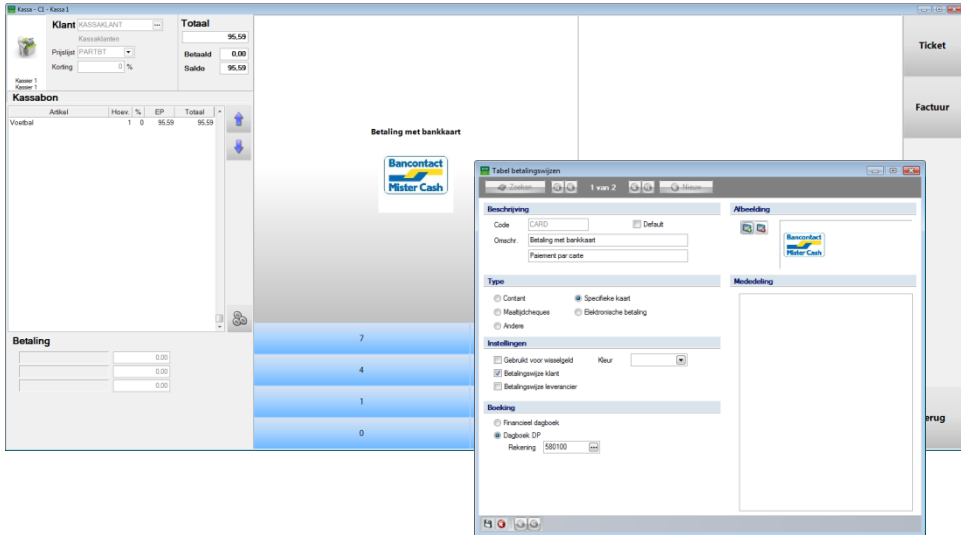 Kassa - C1 - Kassa 1
Klant KASSAKLANT ...
Kassaklanten
Prijslijst PARTBT
Korting 0 %
Kassier 1
Kassier 1
Totaal
95,59
Betaald 0,00
Saldo 95,59
Kassabon
Artikel Hoev. % EP Totaal
Voetbal 1 0 95,59 95,59
Betaling
0.00
0.00
0.00
Betaling met bankkaart
Bancontact
Mister Cash
7
4
1
0
Ticket
Factuur
erug
Tabel betalingswijzen
Zoeken 1 van 2 Nieuw
Beschrijving
Code CARD Default
Omschr. Betaling met bankkaart
Paiement par carte
Afbeelding
Bancontact
Mister Cash
Type
Contant Specifieke kaart
Maaltijdcheques Elektronische betaling
Andere
Mededeling
Instellingen
Gebruikt voor wisselgeld Kleur
Betalingswijze klant
Betalingswijze leverancier
Boeking
Financieel dagboek
Dagboek DP
Rekening 580100 ...